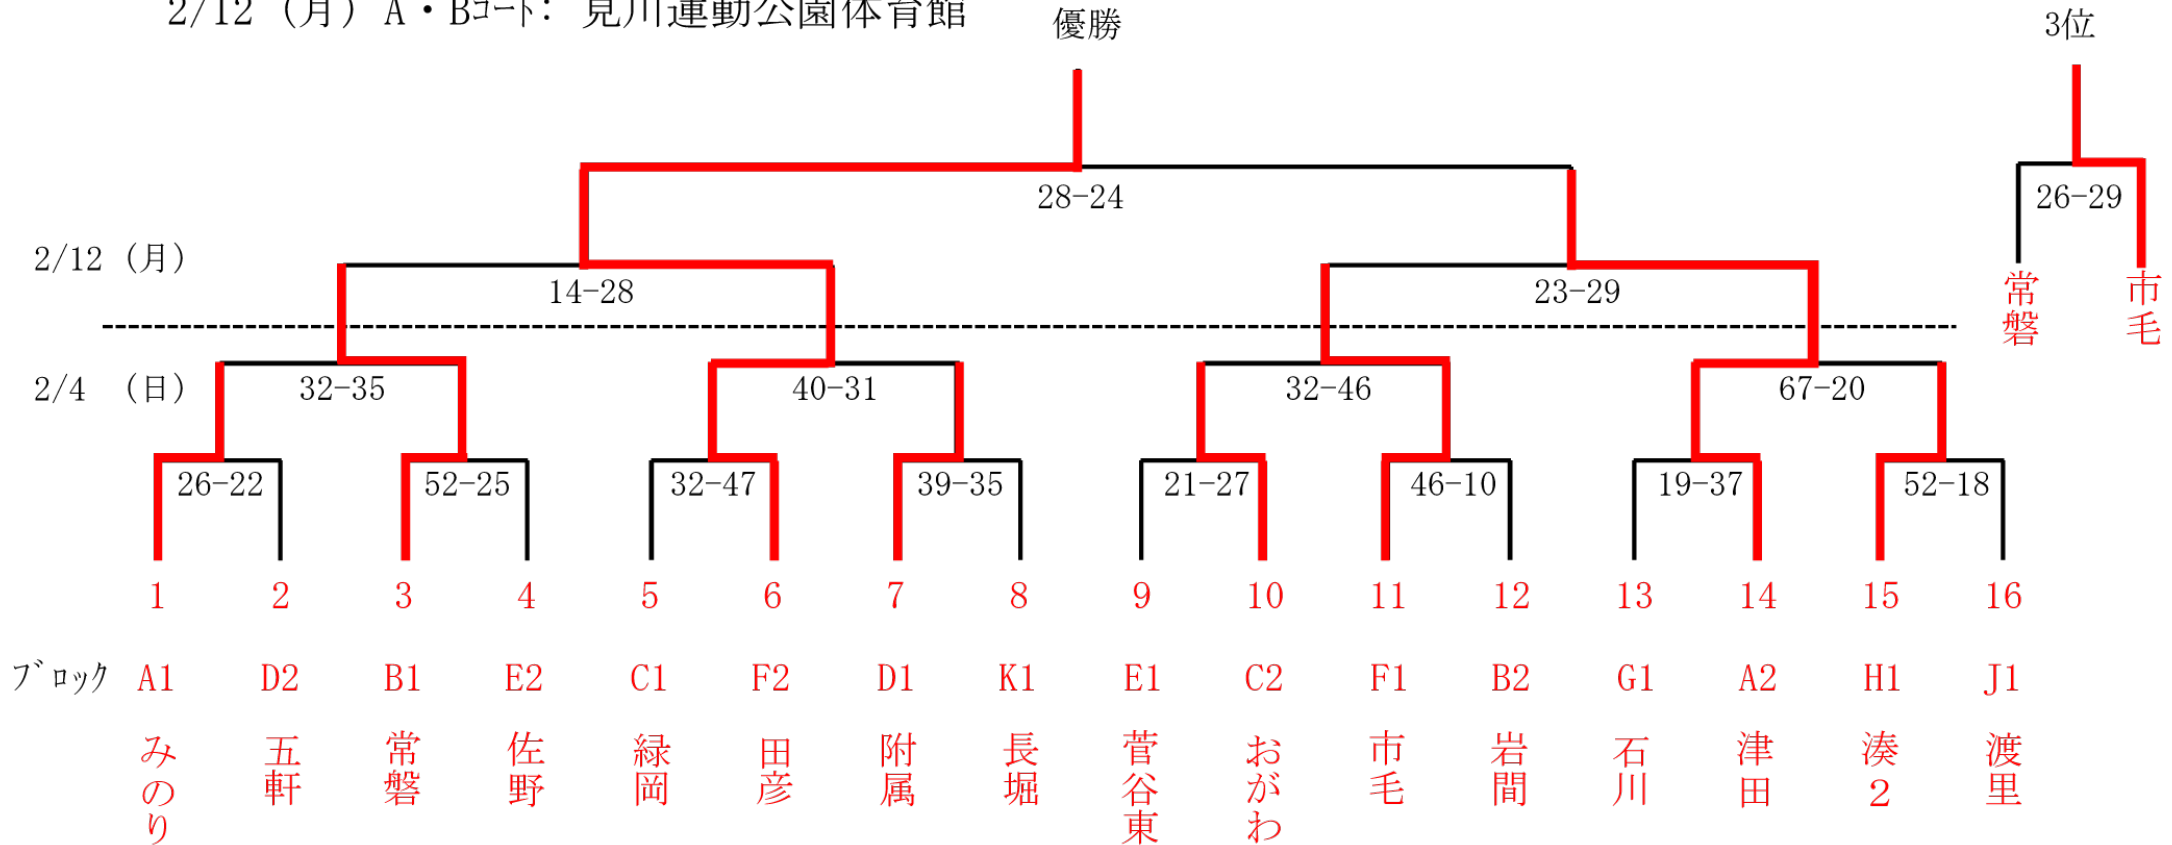 2/12 (月) A・Bｺｰﾄ: 見川運動公園体育館
優勝
3位
28-24
26-29
2/12 (月)
14-28
23-29
常磐
市毛
2/4 (日)
32-35
40-31
32-46
67-20
26-22
52-25
32-47
39-35
21-27
46-10
19-37
52-18
1 2 3 4 5 6 7 8 9 10 11 12 13 14 15 16
ﾌﾞﾛｯｸ A1 D2 B1 E2 C1 F2 D1 K1 E1 C2 F1 B2 G1 A2 H1 J1
みのり
五軒
常磐
佐野
緑岡
田彦
附属
長堀
菅谷東
おがわ
市毛
岩間
石川
津田
湊2
渡里